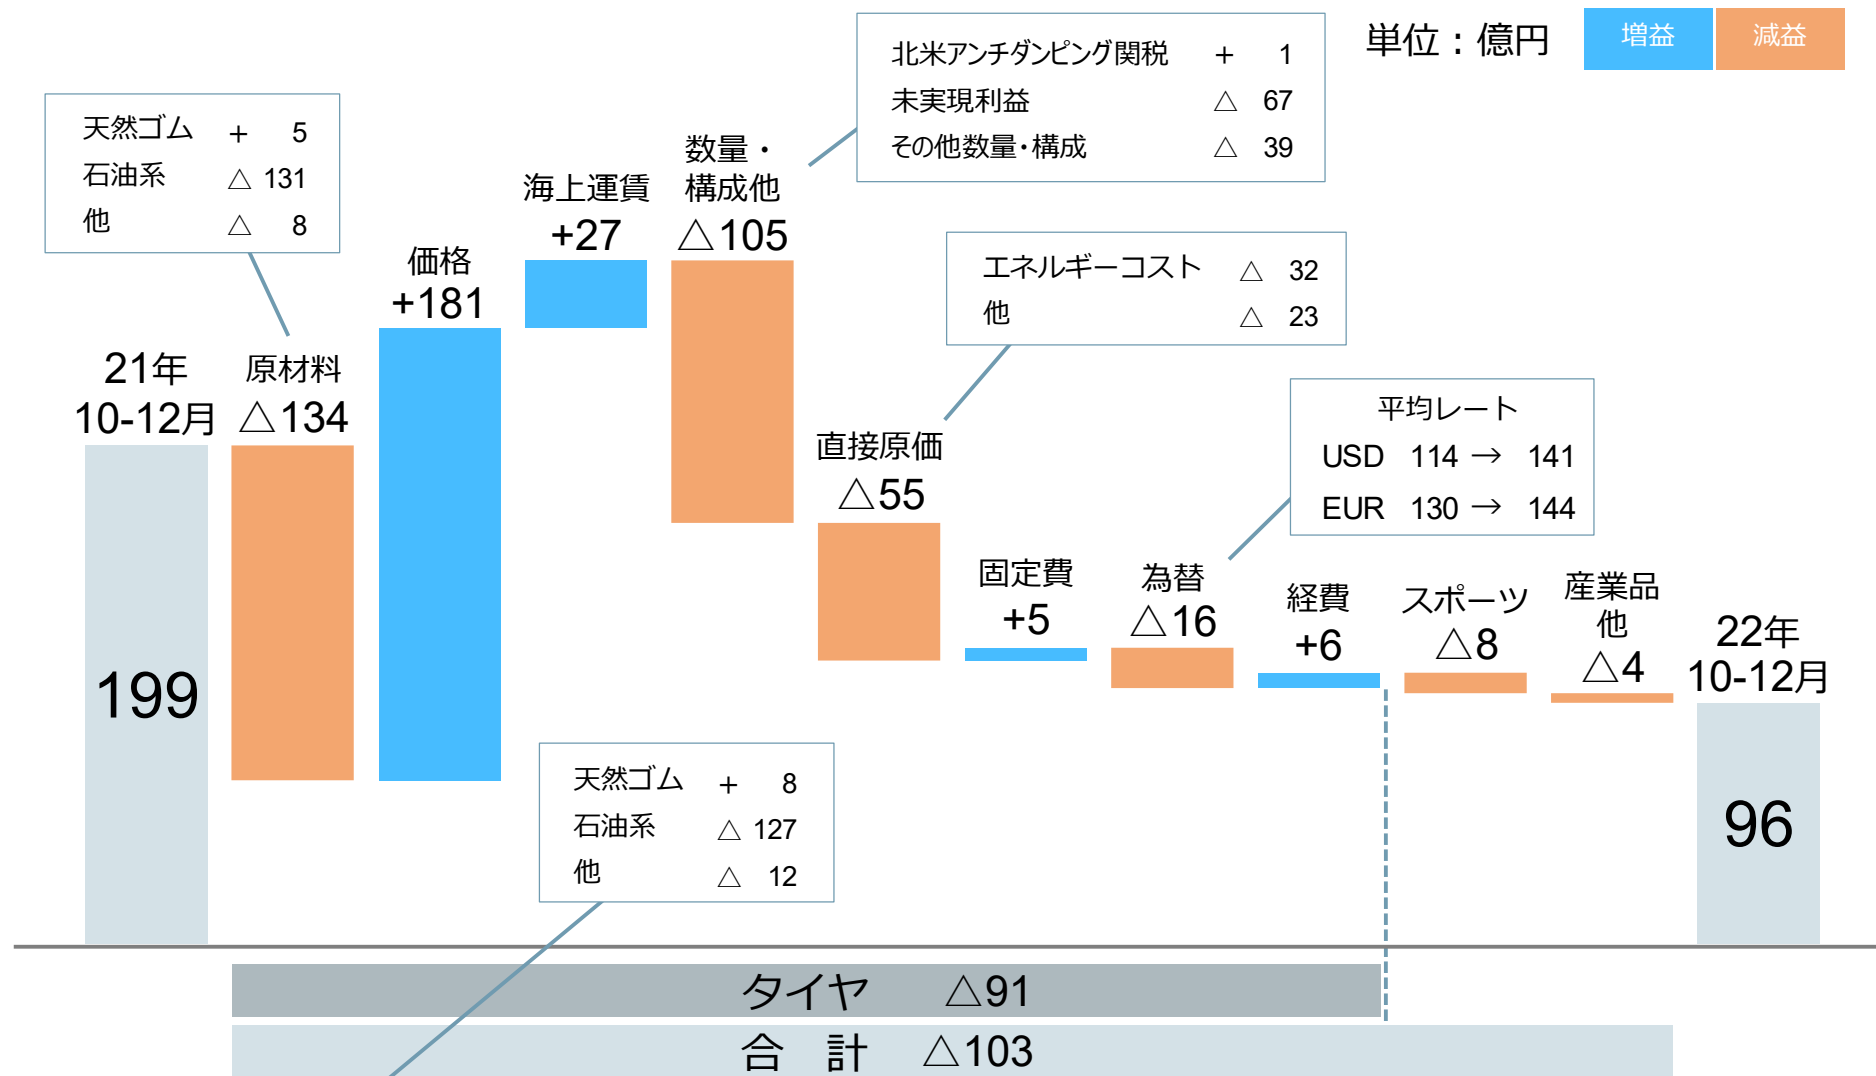 単位：億円
増益
減益
北米アンチダンピング関税 + 1
未実現利益 △ 67
その他数量・構成 △ 39
天然ゴム + 5
石油系 △ 131
他 △ 8
数量・
構成他
△105
海上運賃
+27
価格
+181
エネルギーコスト △ 32
他 △ 23
21年
10-12月
原材料
△134
平均レート
USD 114 → 141
EUR 130 → 144
直接原価
△55
固定費
+5
為替
△16
経費
+6
スポーツ
△8
産業品
他
△4
22年
10-12月
199
96
天然ゴム + 8
石油系 △ 127
他 △ 12
タイヤ △91
合 計 △103